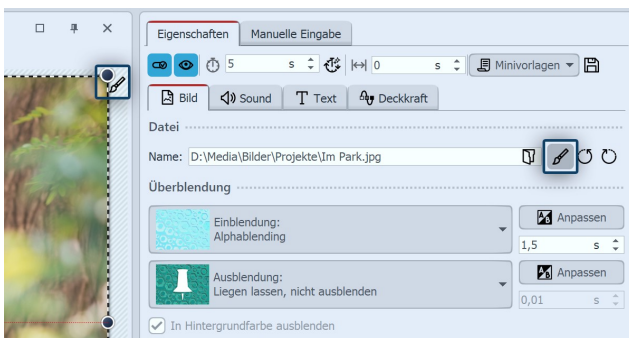 Eigenschaften Manuelle Eingabe
5 s 0 s Minivorlagen
Bild Sound T Text Deckkraft
Datei
Name: D:\Media\Bilder\Projekte\Im Park.jpg
Überblendung
Einblendung:
Alphablending
A/B Anpassen
1,5 s
Ausblendung:
Liegen lassen, nicht ausblenden
A/B Anpassen
0,01 s
In Hintergrundfarbe ausblenden